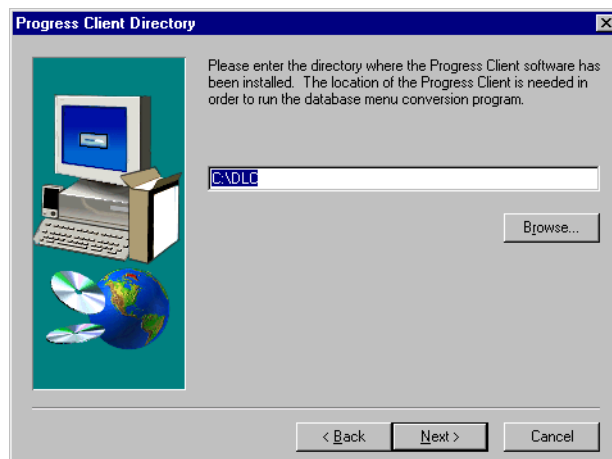 Progress Client Directory
Please enter the directory where the Progress Client software has
been installed. The location of the Progress Client is needed in
order to run the database menu conversion program.
C:\DLC
Browse...
< Back
Next >
Cancel